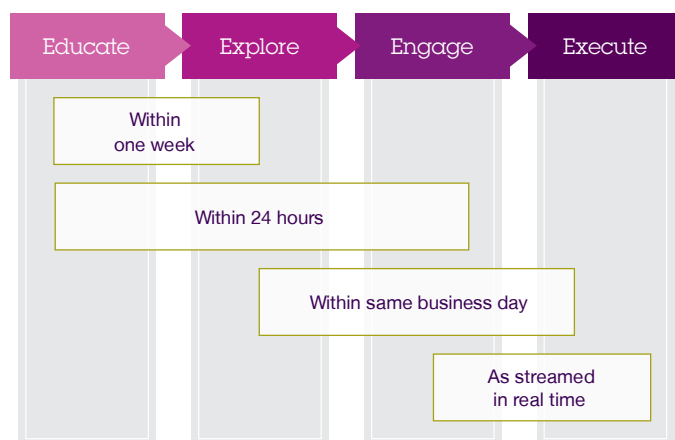 Educate
Explore
Engage
Execute
Within
one week
Within 24 hours
Within same business day
As streamed
in real time